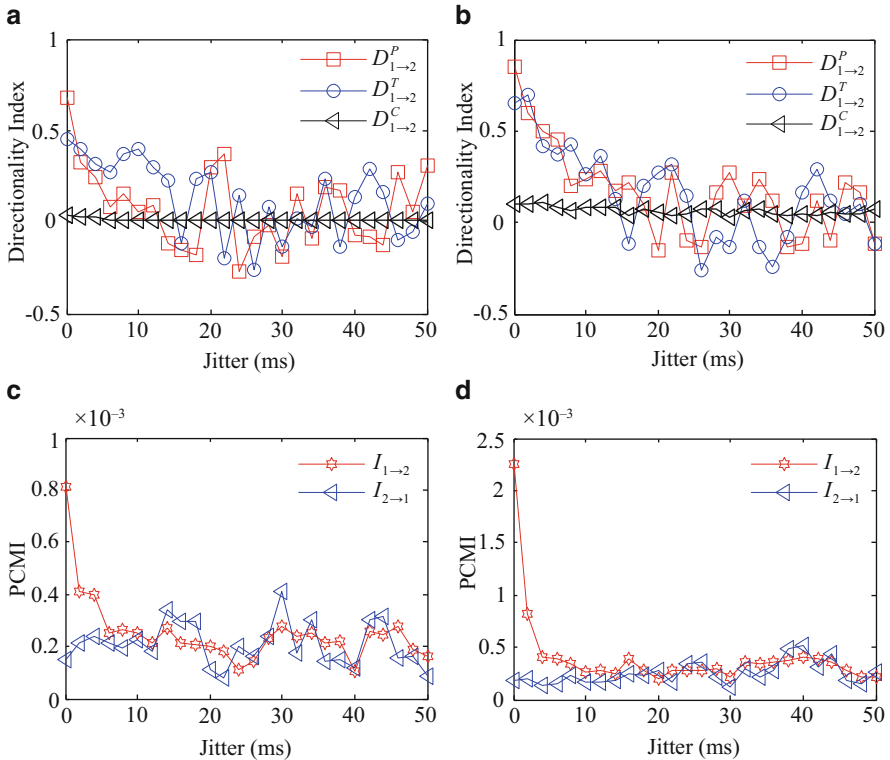 a
1
0.5
0
-0.5
Directionality Index
D^P_{1→2}
D^T_{1→2}
D^C_{1→2}
0 10 20 30 40 50
Jitter (ms)
b
1
0.5
0
-0.5
Directionality Index
D^P_{1→2}
D^T_{1→2}
D^C_{1→2}
0 10 20 30 40 50
Jitter (ms)
c
×10⁻³
1
0.8
0.6
0.4
0.2
0
PCMI
I_{1→2}
I_{2→1}
0 10 20 30 40 50
Jitter (ms)
d
×10⁻³
2.5
2
1.5
1
0.5
0
PCMI
I_{1→2}
I_{2→1}
0 10 20 30 40 50
Jitter (ms)